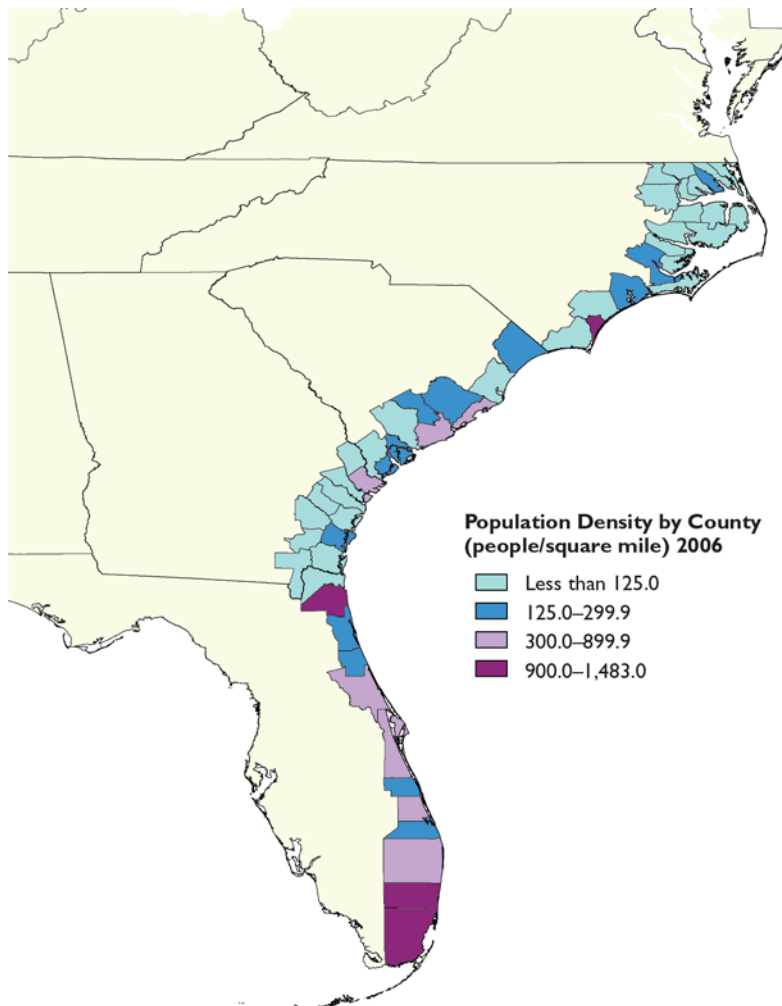 Population Density by County
(people/square mile) 2006
Less than 125.0
125.0–299.9
300.0–899.9
900.0–1,483.0